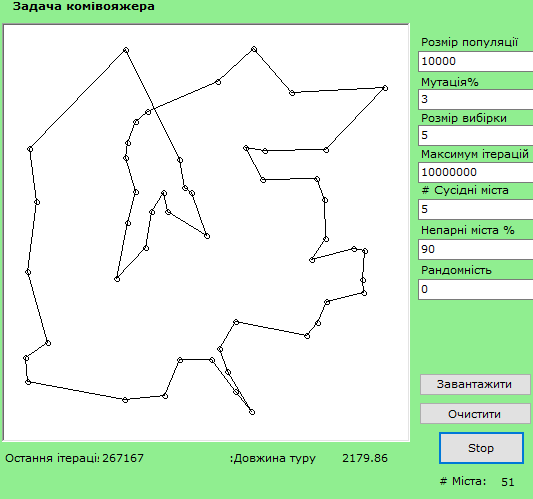 Задача комівояжера
Розмір популяції
10000
Мутація%
3
Розмір вибірки
5
Максимум ітерацій
10000000
# Сусідні міста
5
Непарні міста %
90
Рандомність
0
Завантажити
Очистити
Stop
Остання ітерація 267167 :Довжина туру 2179.86
# Міста: 51